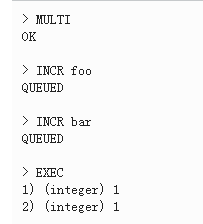 > MULTI
OK
> INCR foo
QUEUED
> INCR bar
QUEUED
> EXEC
1) (integer) 1
2) (integer) 1